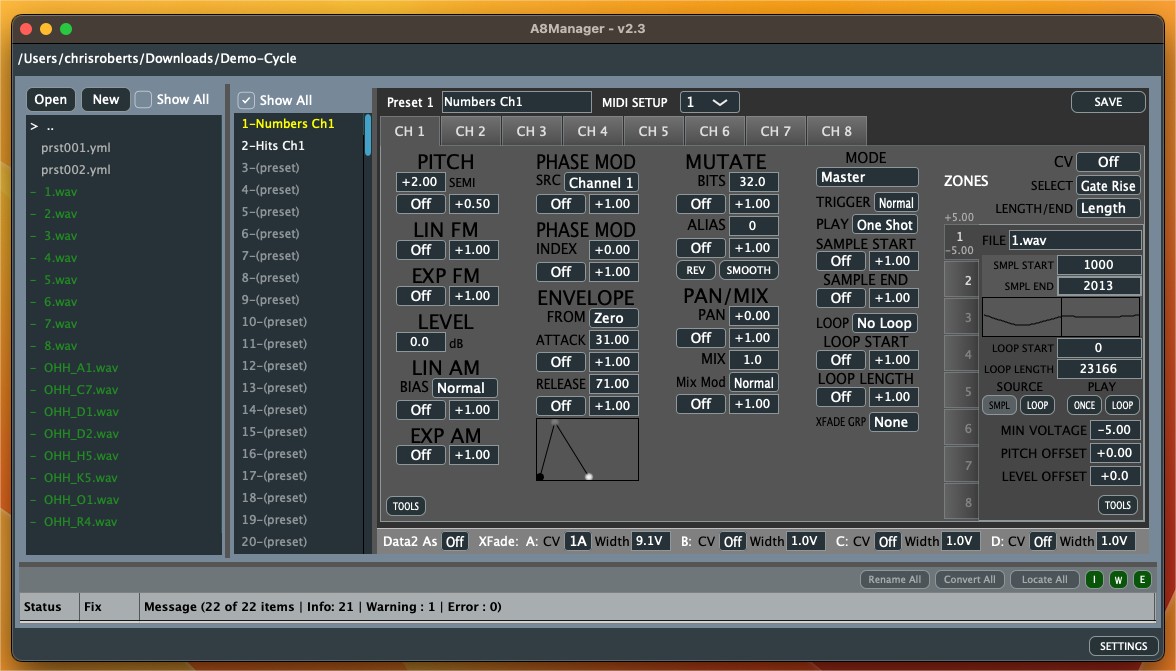 A8Manager - v2.3
/Users/chrisroberts/Downloads/Demo-Cycle
Open New Show All
> ..
prst001.yml
prst002.yml
- 1.wav
- 2.wav
- 3.wav
- 4.wav
- 5.wav
- 6.wav
- 7.wav
- 8.wav
- OHH_A1.wav
- OHH_C7.wav
- OHH_D1.wav
- OHH_D2.wav
- OHH_H5.wav
- OHH_K5.wav
- OHH_O1.wav
- OHH_R4.wav
Show All
1-Numbers Ch1
2-Hits Ch1
3-(preset)
4-(preset)
5-(preset)
6-(preset)
7-(preset)
8-(preset)
9-(preset)
10-(preset)
11-(preset)
12-(preset)
13-(preset)
14-(preset)
15-(preset)
16-(preset)
17-(preset)
18-(preset)
19-(preset)
20-(preset)
Preset 1 Numbers Ch1 MIDI SETUP 1 SAVE
CH 1 CH 2 CH 3 CH 4 CH 5 CH 6 CH 7 CH 8
PITCH
+2.00 SEMI
Off +0.50
LIN FM
Off +1.00
EXP FM
Off +1.00
LEVEL
0.0 dB
LIN AM
BIAS Normal
Off +1.00
EXP AM
Off +1.00
TOOLS
PHASE MOD
SRC Channel 1
Off +1.00
PHASE MOD
INDEX +0.00
Off +1.00
ENVELOPE
FROM Zero
ATTACK 31.00
Off +1.00
RELEASE 71.00
Off +1.00
MUTATE
BITS 32.0
Off +1.00
ALIAS 0
Off +1.00
REV SMOOTH
PAN/MIX
PAN +0.00
Off +1.00
MIX 1.0
Mix Mod Normal
Off +1.00
MODE
Master
TRIGGER Normal
PLAY One Shot
SAMPLE START
Off +1.00
SAMPLE END
Off +1.00
LOOP No Loop
LOOP START
Off +1.00
LOOP LENGTH
Off +1.00
XFADE GRP None
ZONES
CV Off
SELECT Gate Rise
LENGTH/END Length
+5.00
1
-5.00
2
3
4
5
6
7
8
FILE 1.wav
SMPL START 1000
SMPL END 2013
LOOP START 0
LOOP LENGTH 23166
SOURCE PLAY
SMPL LOOP ONCE LOOP
MIN VOLTAGE -5.00
PITCH OFFSET +0.00
LEVEL OFFSET +0.0
TOOLS
Data2 As Off XFade: A: CV 1A Width 9.1V B: CV Off Width 1.0V C: CV Off Width 1.0V D: CV Off Width 1.0V
Rename All Convert All Locate All I W E
Status Fix Message (22 of 22 items | Info: 21 | Warning : 1 | Error : 0)
SETTINGS